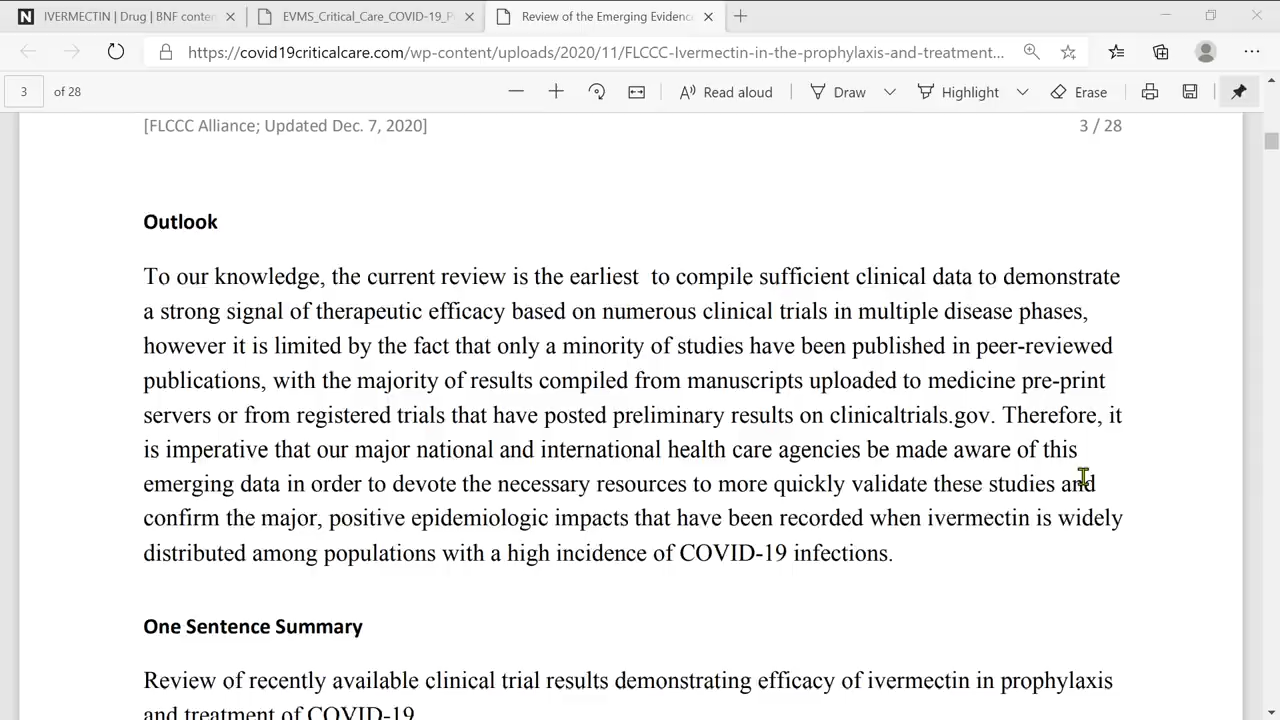 IVERMECTIN | Drug | BNF conten
EVMS_Critical_Care_COVID-19_P
Review of the Emerging Evidenc
https://covid19criticalcare.com/wp-content/uploads/2020/11/FLCCC-Ivermectin-in-the-prophylaxis-and-treatment...
3 of 28
Read aloud
Draw
Highlight
Erase
[FLCCC Alliance; Updated Dec. 7, 2020] 3 / 28
Outlook
To our knowledge, the current review is the earliest to compile sufficient clinical data to demonstrate
a strong signal of therapeutic efficacy based on numerous clinical trials in multiple disease phases,
however it is limited by the fact that only a minority of studies have been published in peer-reviewed
publications, with the majority of results compiled from manuscripts uploaded to medicine pre-print
servers or from registered trials that have posted preliminary results on clinicaltrials.gov. Therefore, it
is imperative that our major national and international health care agencies be made aware of this
emerging data in order to devote the necessary resources to more quickly validate these studies and
confirm the major, positive epidemiologic impacts that have been recorded when ivermectin is widely
distributed among populations with a high incidence of COVID-19 infections.
One Sentence Summary
Review of recently available clinical trial results demonstrating efficacy of ivermectin in prophylaxis
and treatment of COVID-19